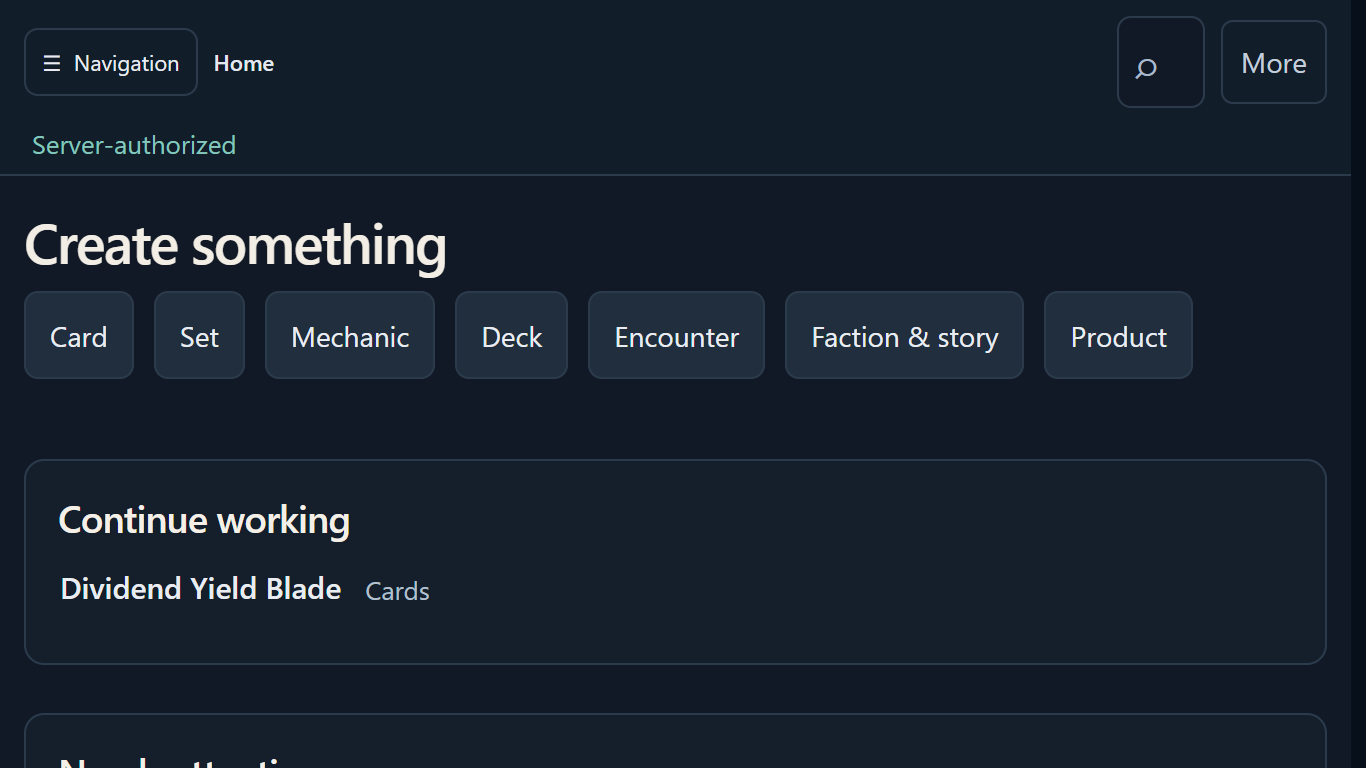 ☰ Navigation Home
⌕ More
Server-authorized
Create something
Card Set Mechanic Deck Encounter Faction & story Product
Continue working
Dividend Yield Blade Cards